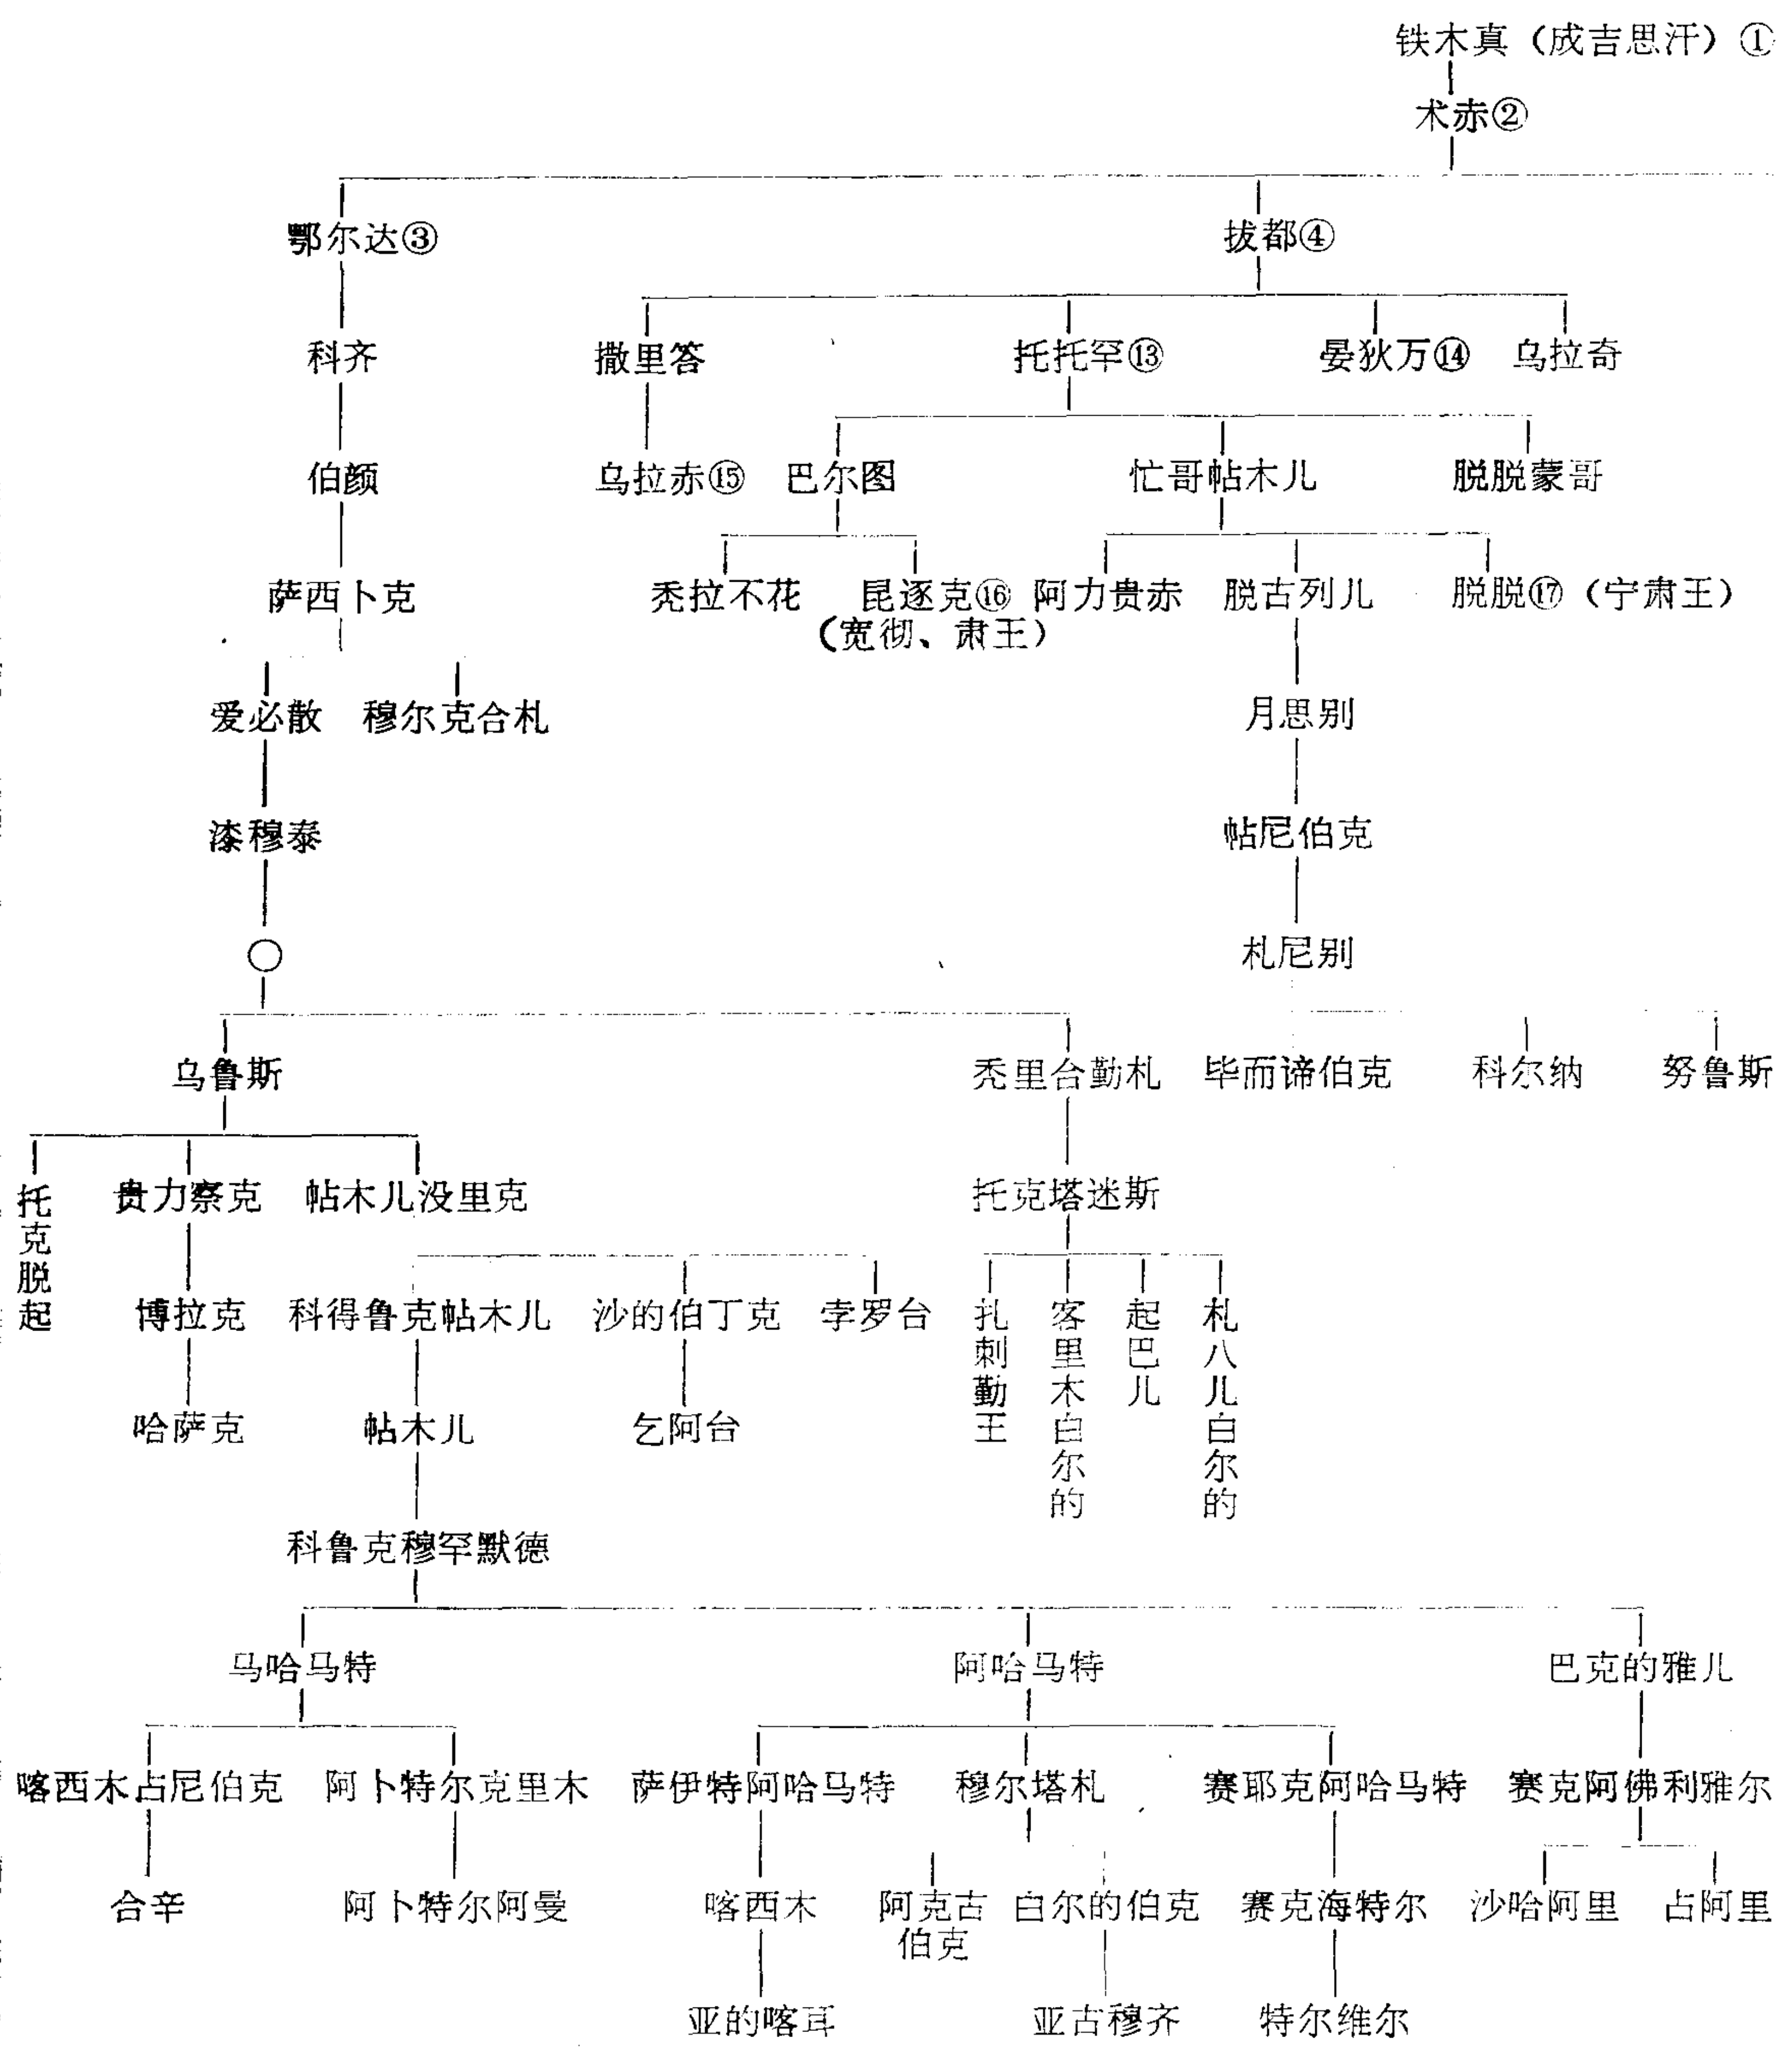 铁木真（成吉思汗）①
术赤②
鄂尔达③ 拔都④
科齐 撒里答 托托罕⑬ 晏狄万⑭ 乌拉奇
伯颜 乌拉赤⑮ 巴尔图 忙哥帖木儿 脱脱蒙哥
萨西卜克 秃拉不花 昆逐克⑯ 阿力贵赤 脱古列儿 脱脱⑰（宁肃王）
（宽彻、肃王）
爱必散 穆尔克合札 月思别
漆穆泰 帖尼伯克
○ 札尼别
乌鲁斯 秃里台勤札 毕而谛伯克 科尔纳 努鲁斯
托克脱起 贵力察克 帖木儿没里克 托克塔迷斯
博拉克 科得鲁克帖木儿 沙的伯丁克 孛罗台 扎刺勤王 客里木白尔的 起巴儿 札八儿白尔的
哈萨克 帖木儿 乞阿台
科鲁克穆罕默德
马哈马特 阿哈马特 巴克的雅儿
喀西木占尼伯克 阿卜特尔克里木 萨伊特阿哈马特 穆尔塔札 赛耶克阿哈马特 赛克阿佛利雅尔
合辛 阿卜特尔阿曼 喀西木 阿克古 白尔的伯克 赛克海特尔 沙哈阿里 占阿里
伯克
亚的喀耳 亚古穆齐 特尔维尔